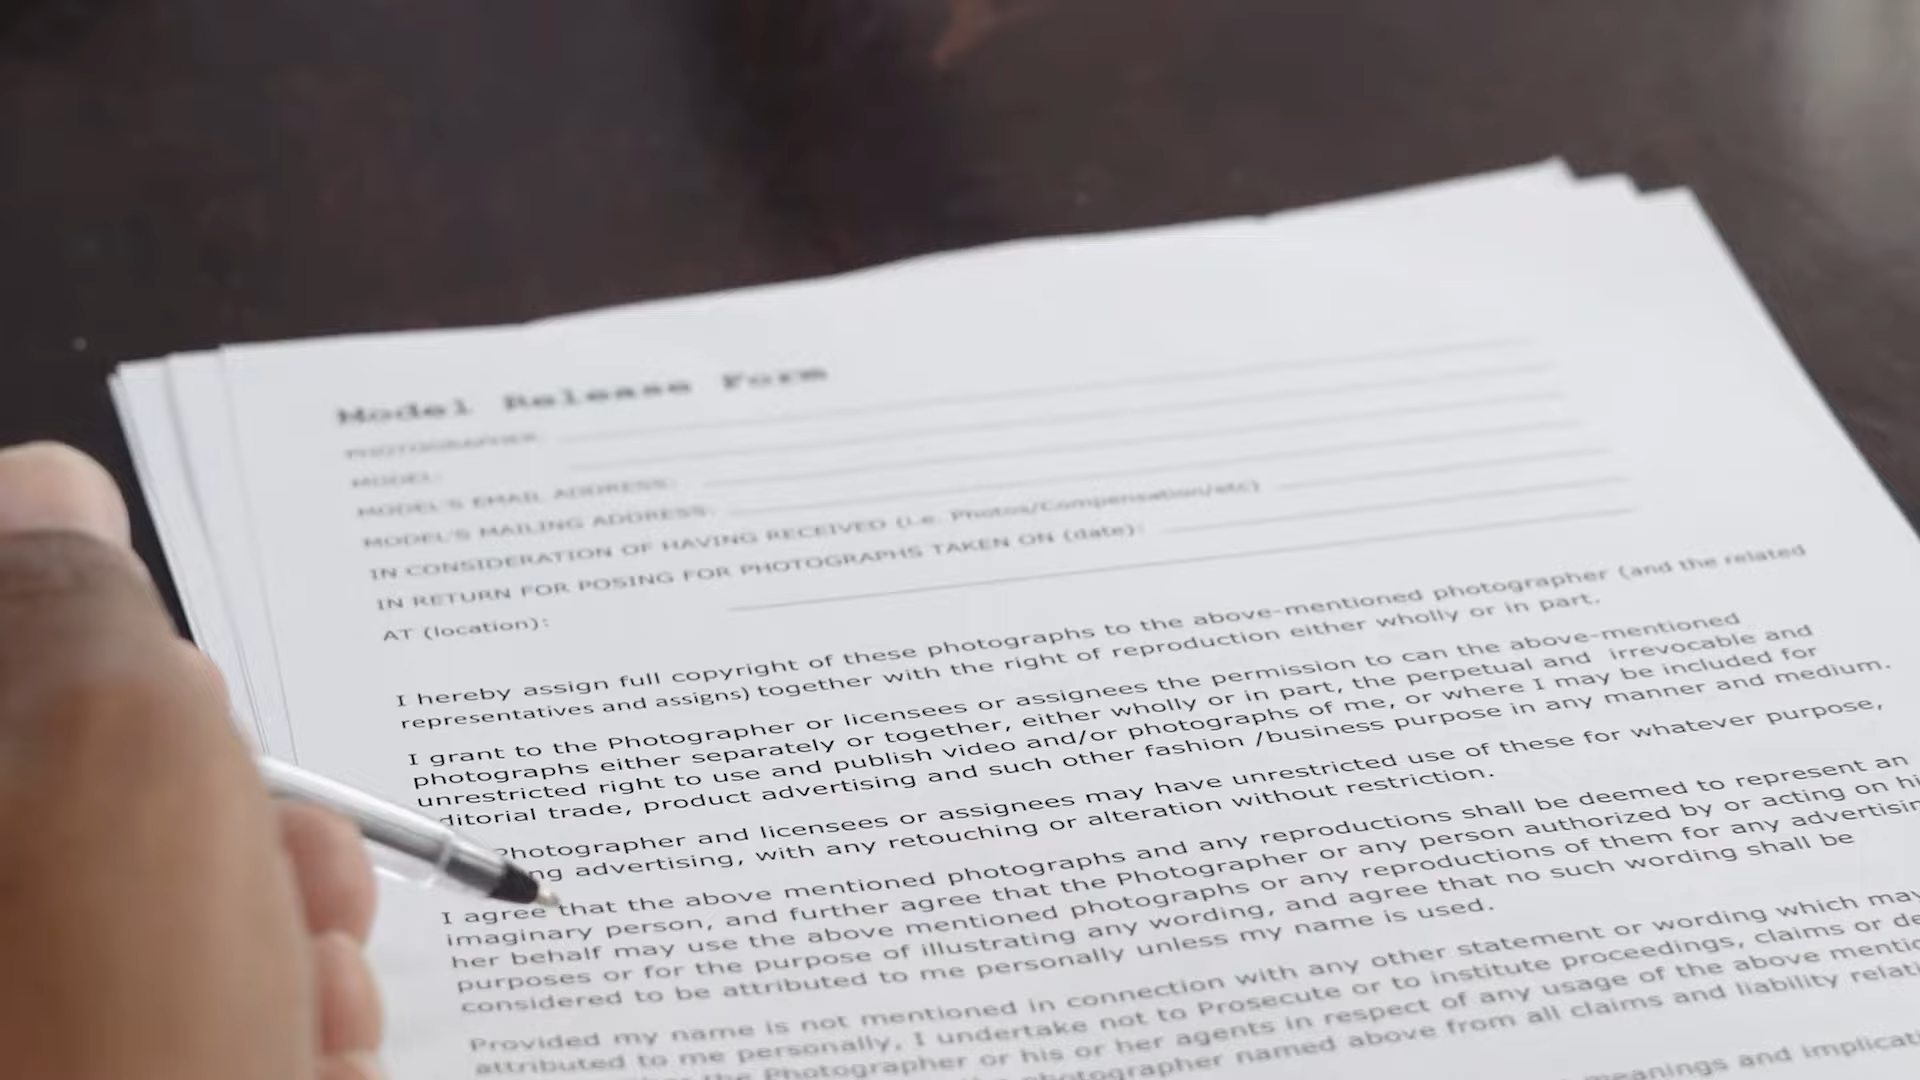 Model Release Form
PHOTOGRAPHER:
MODEL:
MODEL'S EMAIL ADDRESS:
MODEL'S MAILING ADDRESS:
IN CONSIDERATION OF HAVING RECEIVED (i.e. Photos/Compensation/etc)
IN RETURN FOR POSING FOR PHOTOGRAPHS TAKEN ON (date):
AT (location):
I hereby assign full copyright of these photographs to the above-mentioned photographer (and the related
representatives and assigns) together with the right of reproduction either wholly or in part.
I grant to the Photographer or licensees or assignees the permission to can the above-mentioned
photographs either separately or together, either wholly or in part, the perpetual and irrevocable and
unrestricted right to use and publish video and/or photographs of me, or where I may be included for
ditorial trade, product advertising and such other fashion /business purpose in any manner and medium.
Photographer and licensees or assignees may have unrestricted use of these for whatever purpose,
ng advertising, with any retouching or alteration without restriction.
I agree that the above mentioned photographs and any reproductions shall be deemed to represent an
imaginary person, and further agree that the Photographer or any person authorized by or acting on hi
her behalf may use the above mentioned photographs or any reproductions of them for any advertisin
purposes or for the purpose of illustrating any wording, and agree that no such wording shall be
considered to be attributed to me personally unless my name is used.
Provided my name is not mentioned in connection with any other statement or wording which may
attributed to me personally, I undertake not to Prosecute or to institute proceedings, claims or de
the Photographer or his or her agents in respect of any usage of the above mentio
photographer named above from all claims and liability relati
meanings and implicati